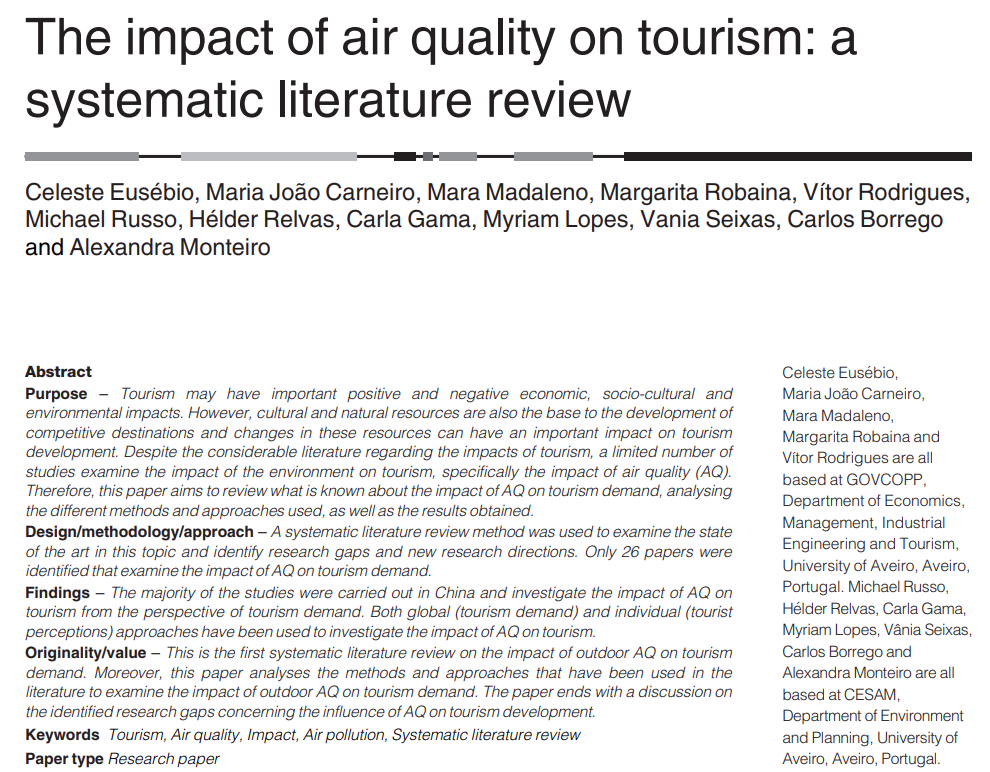 The impact of air quality on tourism: a
systematic literature review
Celeste Eusébio, Maria João Carneiro, Mara Madaleno, Margarita Robaina, Vítor Rodrigues,
Michael Russo, Hélder Relvas, Carla Gama, Myriam Lopes, Vania Seixas, Carlos Borrego
and Alexandra Monteiro
Abstract
Purpose – Tourism may have important positive and negative economic, socio-cultural and
environmental impacts. However, cultural and natural resources are also the base to the development of
competitive destinations and changes in these resources can have an important impact on tourism
development. Despite the considerable literature regarding the impacts of tourism, a limited number of
studies examine the impact of the environment on tourism, specifically the impact of air quality (AQ).
Therefore, this paper aims to review what is known about the impact of AQ on tourism demand, analysing
the different methods and approaches used, as well as the results obtained.
Design/methodology/approach – A systematic literature review method was used to examine the state
of the art in this topic and identify research gaps and new research directions. Only 26 papers were
identified that examine the impact of AQ on tourism demand.
Findings – The majority of the studies were carried out in China and investigate the impact of AQ on
tourism from the perspective of tourism demand. Both global (tourism demand) and individual (tourist
perceptions) approaches have been used to investigate the impact of AQ on tourism.
Originality/value – This is the first systematic literature review on the impact of outdoor AQ on tourism
demand. Moreover, this paper analyses the methods and approaches that have been used in the
literature to examine the impact of outdoor AQ on tourism demand. The paper ends with a discussion on
the identified research gaps concerning the influence of AQ on tourism development.
Keywords Tourism, Air quality, Impact, Air pollution, Systematic literature review
Paper type Research paper
Celeste Eusébio,
Maria João Carneiro,
Mara Madaleno,
Margarita Robaina and
Vítor Rodrigues are all
based at GOVCOPP,
Department of Economics,
Management, Industrial
Engineering and Tourism,
University of Aveiro, Aveiro,
Portugal. Michael Russo,
Hélder Relvas, Carla Gama,
Myriam Lopes, Vânia Seixas,
Carlos Borrego and
Alexandra Monteiro are all
based at CESAM,
Department of Environment
and Planning, University of
Aveiro, Aveiro, Portugal.